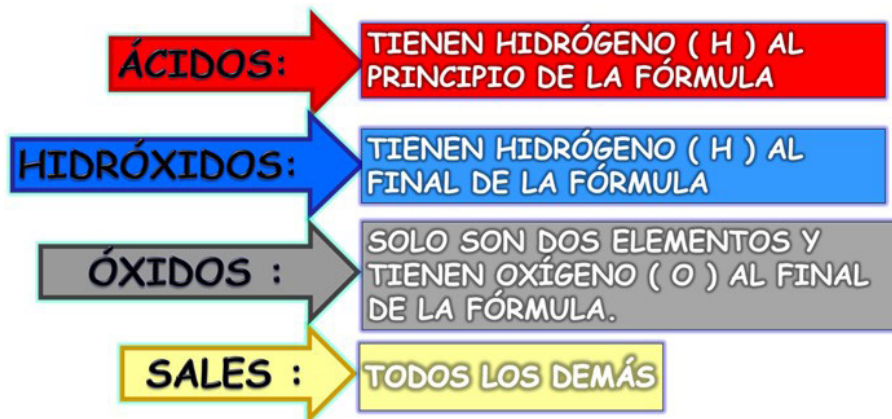 ÁCIDOS:
TIENEN HIDRÓGENO ( H ) AL
PRINCIPIO DE LA FÓRMULA
HIDRÓXIDOS:
TIENEN HIDRÓGENO ( H ) AL
FINAL DE LA FÓRMULA
ÓXIDOS :
SOLO SON DOS ELEMENTOS Y
TIENEN OXÍGENO ( O ) AL FINAL
DE LA FÓRMULA.
SALES :
TODOS LOS DEMÁS